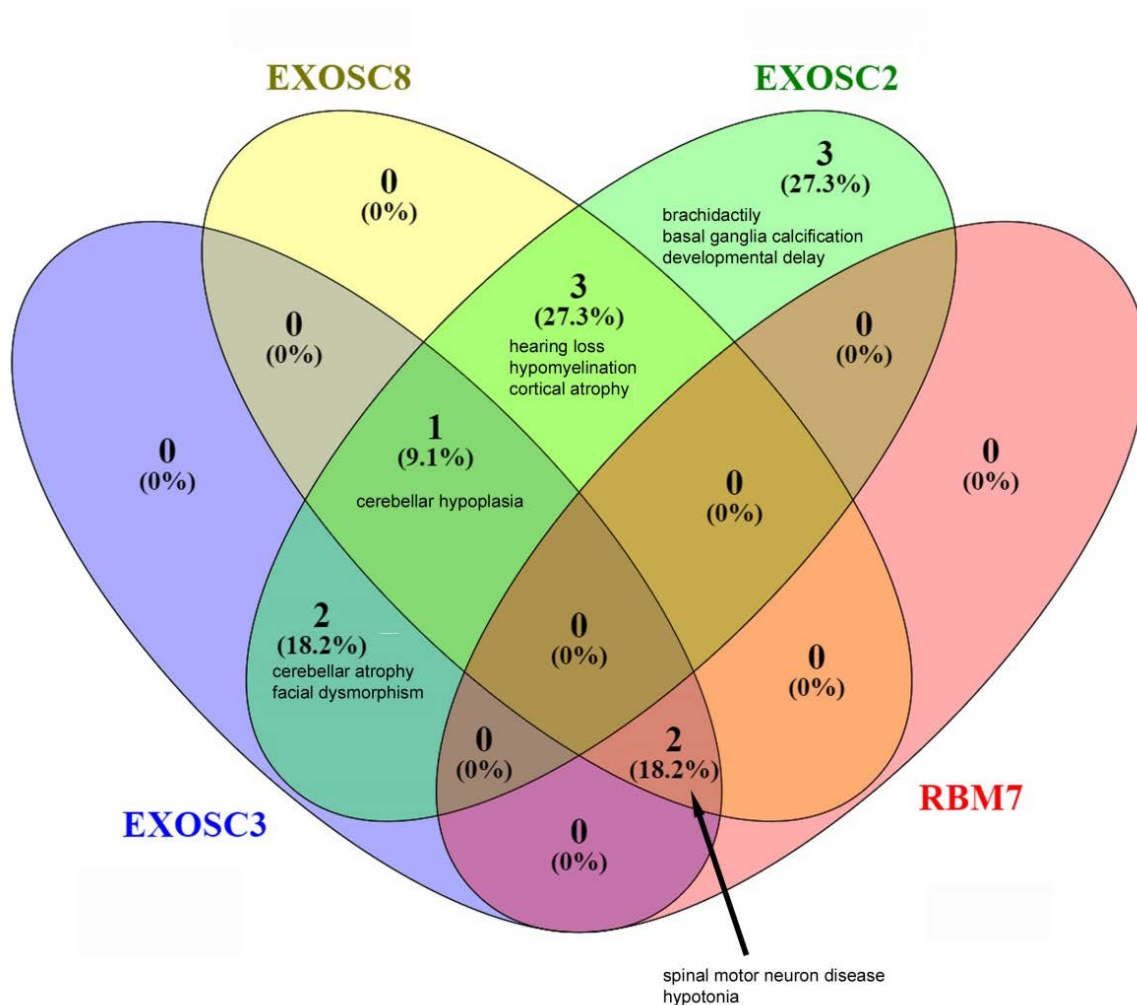 EXOSC8
EXOSC2
3
(27.3%)
brachidactily
basal ganglia calcification
developmental delay
0
(0%)
3
(27.3%)
hearing loss
hypomyelination
cortical atrophy
0
(0%)
0
(0%)
1
(9.1%)
cerebellar hypoplasia
0
(0%)
0
(0%)
0
(0%)
2
(18.2%)
cerebellar atrophy
facial dysmorphism
0
(0%)
0
(0%)
0
(0%)
2
(18.2%)
EXOSC3
RBM7
0
(0%)
spinal motor neuron disease
hypotonia